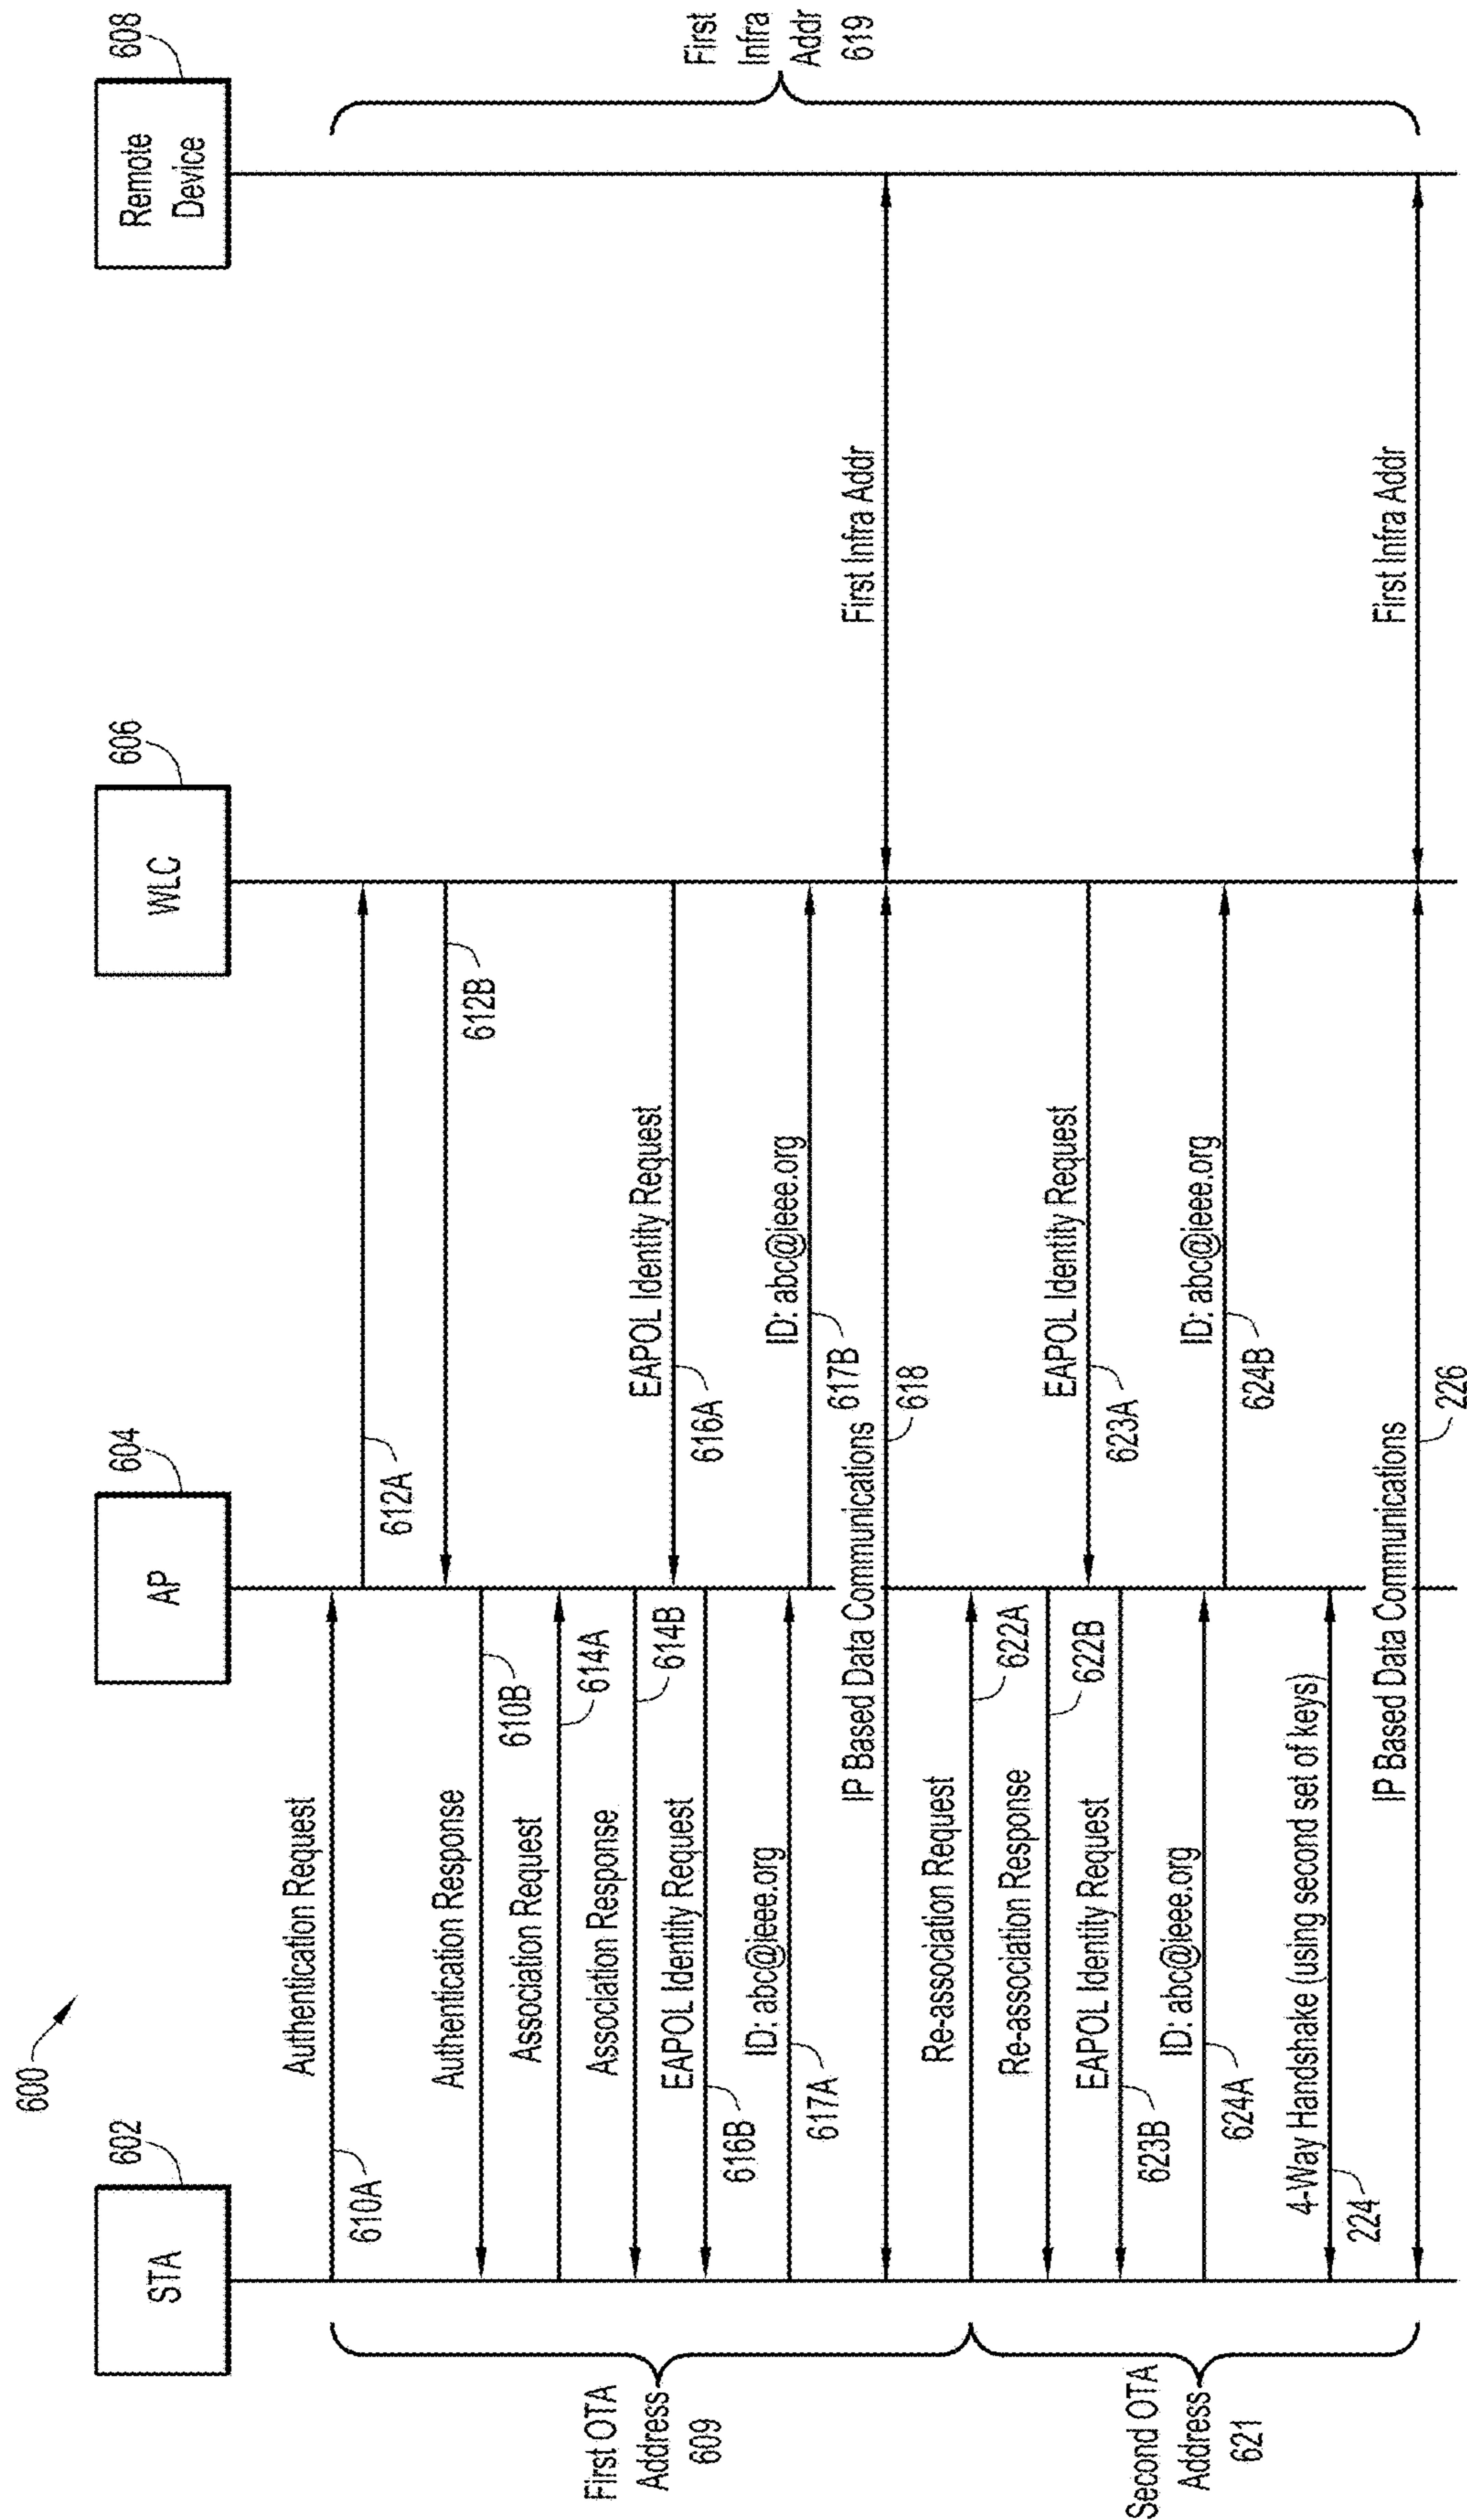 600
STA
602
AP
604
WLC
606
Remote
Device
608
Authentication Request
610A
612A
612B
Authentication Response
610B
Association Request
614A
Association Response
614B
EAPOL Identity Request
616A
EAPOL Identity Request
616B
ID: abc@ieee.org
617A
ID: abc@ieee.org
617B
IP Based Data Communications
618
First Infra Addr
First OTA
Address
609
First
Infra
Addr
619
Re-association Request
622A
Re-association Response
622B
EAPOL Identity Request
623A
EAPOL Identity Request
623B
ID: abc@ieee.org
624A
ID: abc@ieee.org
624B
4-Way Handshake (using second set of keys)
224
IP Based Data Communications
226
First Infra Addr
Second OTA
Address
621